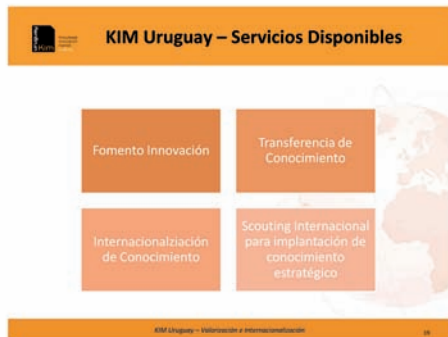 KIM Uruguay – Servicios Disponibles
Fomento Innovación
Transferencia de
Conocimiento
Internacionalziación
de Conocimiento
Scouting Internacional
para implantación de
conocimiento
estratégico
KIM Uruguay – Valorización e Internacionalización